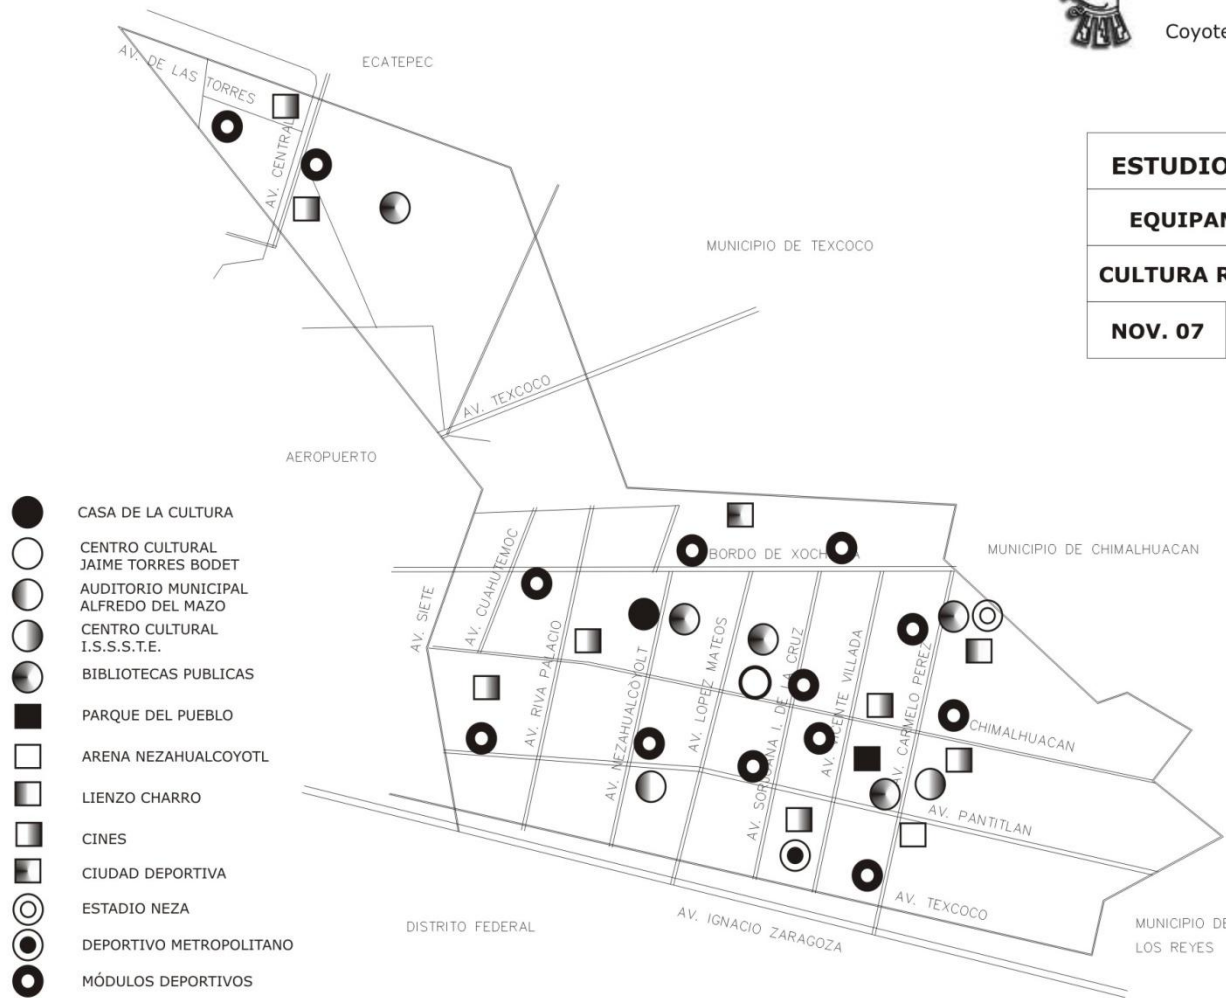 Coyote
ESTUDIO
EQUIPAN
CULTURA R
NOV. 07
ECATEPEC
AV. DE LAS TORRES
AV. CENTRAL
MUNICIPIO DE TEXCOCO
AV. TEXCOCO
AEROPUERTO
CASA DE LA CULTURA
CENTRO CULTURAL
JAIME TORRES BODET
AUDITORIO MUNICIPAL
ALFREDO DEL MAZO
CENTRO CULTURAL
I.S.S.S.T.E.
BIBLIOTECAS PUBLICAS
PARQUE DEL PUEBLO
ARENA NEZAHUALCOYOTL
LIENZO CHARRO
CINES
CIUDAD DEPORTIVA
ESTADIO NEZA
DEPORTIVO METROPOLITANO
MÓDULOS DEPORTIVOS
BORDO DE
MUNICIPIO DE CHIMALHUACAN
AV. SIETE
AV. CUAHUTEMOC
AV. RIVA PALACIO
AV. NEZAHUALCOYOLT
AV. LOPEZ MATEOS
AV. SOR JUANA I. DE LA CRUZ
AV. VICENTE VILLADA
AV. CARMELO PEREZ
CHIMALHUACAN
AV. PANTITLAN
AV. TEXCOCO
AV. IGNACIO ZARAGOZA
DISTRITO FEDERAL
MUNICIPIO DE
LOS REYES